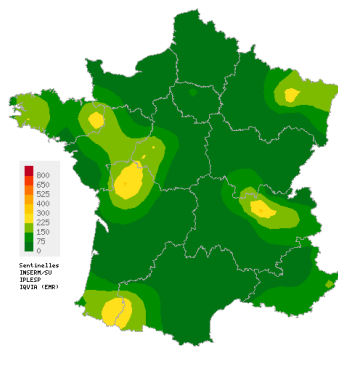 800
650
525
400
300
225
150
75
0
Sentinelles
INSERM/SU
IPLESP
IQVIA (EMR)